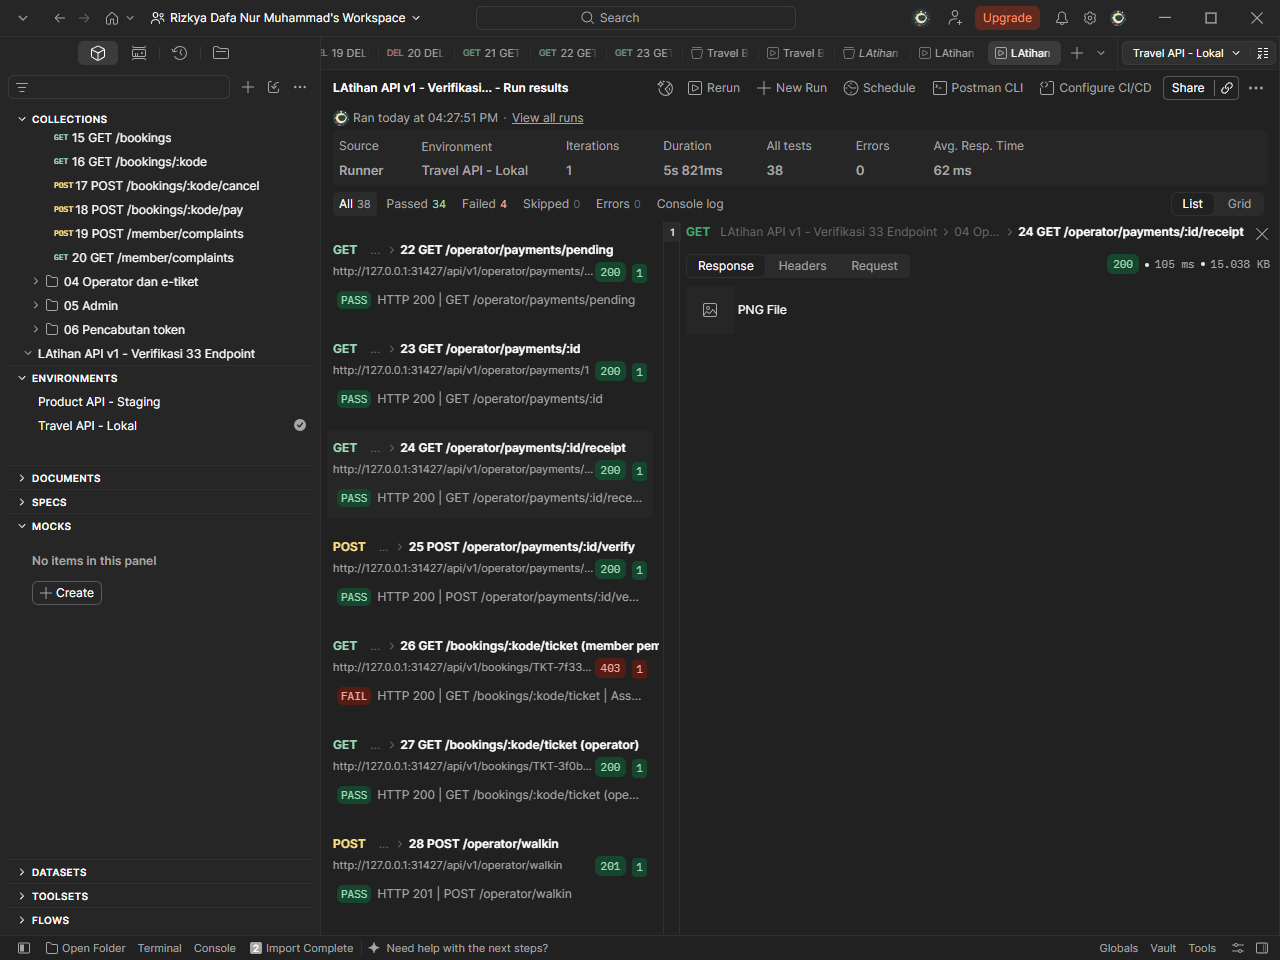 Rizkya Dafa Nur Muhammad's Workspace
Search
Upgrade
19 DEL
DEL 20 DEL
GET 21 GET
GET 22 GET
GET 23 GE
Travel B
Travel B
LAtihan
LAtihan
LAtihan
Travel API - Lokal
COLLECTIONS
GET 15 GET /bookings
GET 16 GET /bookings/:kode
POST 17 POST /bookings/:kode/cancel
POST 18 POST /bookings/:kode/pay
POST 19 POST /member/complaints
GET 20 GET /member/complaints
04 Operator dan e-tiket
05 Admin
06 Pencabutan token
LAtihan API v1 - Verifikasi 33 Endpoint
ENVIRONMENTS
Product API - Staging
Travel API - Lokal
DOCUMENTS
SPECS
MOCKS
No items in this panel
Create
DATASETS
TOOLSETS
FLOWS
LAtihan API v1 - Verifikasi... - Run results
Rerun
New Run
Schedule
Postman CLI
Configure CI/CD
Share
Ran today at 04:27:51 PM · View all runs
Source Environment Iterations Duration All tests Errors Avg. Resp. Time
Runner Travel API - Lokal 1 5s 821ms 38 0 62 ms
All 38 Passed 34 Failed 4 Skipped 0 Errors 0 Console log
List Grid
GET ... > 22 GET /operator/payments/pending
http://127.0.0.1:31427/api/v1/operator/payments/... 200 1
PASS HTTP 200 | GET /operator/payments/pending
GET ... > 23 GET /operator/payments/:id
http://127.0.0.1:31427/api/v1/operator/payments/1 200 1
PASS HTTP 200 | GET /operator/payments/:id
GET ... > 24 GET /operator/payments/:id/receipt
http://127.0.0.1:31427/api/v1/operator/payments/... 200 1
PASS HTTP 200 | GET /operator/payments/:id/rece...
POST ... > 25 POST /operator/payments/:id/verify
http://127.0.0.1:31427/api/v1/operator/payments/... 200 1
PASS HTTP 200 | POST /operator/payments/:id/ve...
GET ... > 26 GET /bookings/:kode/ticket (member pem
http://127.0.0.1:31427/api/v1/bookings/TKT-7f33... 403 1
FAIL HTTP 200 | GET /bookings/:kode/ticket | Ass...
GET ... > 27 GET /bookings/:kode/ticket (operator)
http://127.0.0.1:31427/api/v1/bookings/TKT-3f0b... 200 1
PASS HTTP 200 | GET /bookings/:kode/ticket (ope...
POST ... > 28 POST /operator/walkin
http://127.0.0.1:31427/api/v1/operator/walkin 201 1
PASS HTTP 201 | POST /operator/walkin
1
GET LAtihan API v1 - Verifikasi 33 Endpoint > 04 Op... > 24 GET /operator/payments/:id/receipt
Response Headers Request
200 • 105 ms • 15.038 KB
PNG File
Open Folder
Terminal
Console
2 Import Complete
Need help with the next steps?
Globals
Vault
Tools